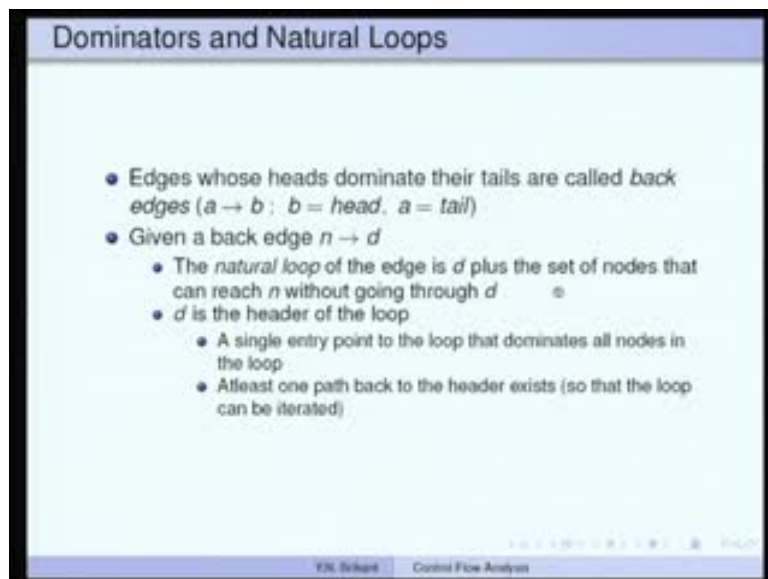 Dominators and Natural Loops
Edges whose heads dominate their tails are called back
edges (a → b : b = head, a = tail)
Given a back edge n → d
The natural loop of the edge is d plus the set of nodes that
can reach n without going through d
d is the header of the loop
A single entry point to the loop that dominates all nodes in
the loop
Atleast one path back to the header exists (so that the loop
can be iterated)
Y.N. Srikant Control Flow Analysis